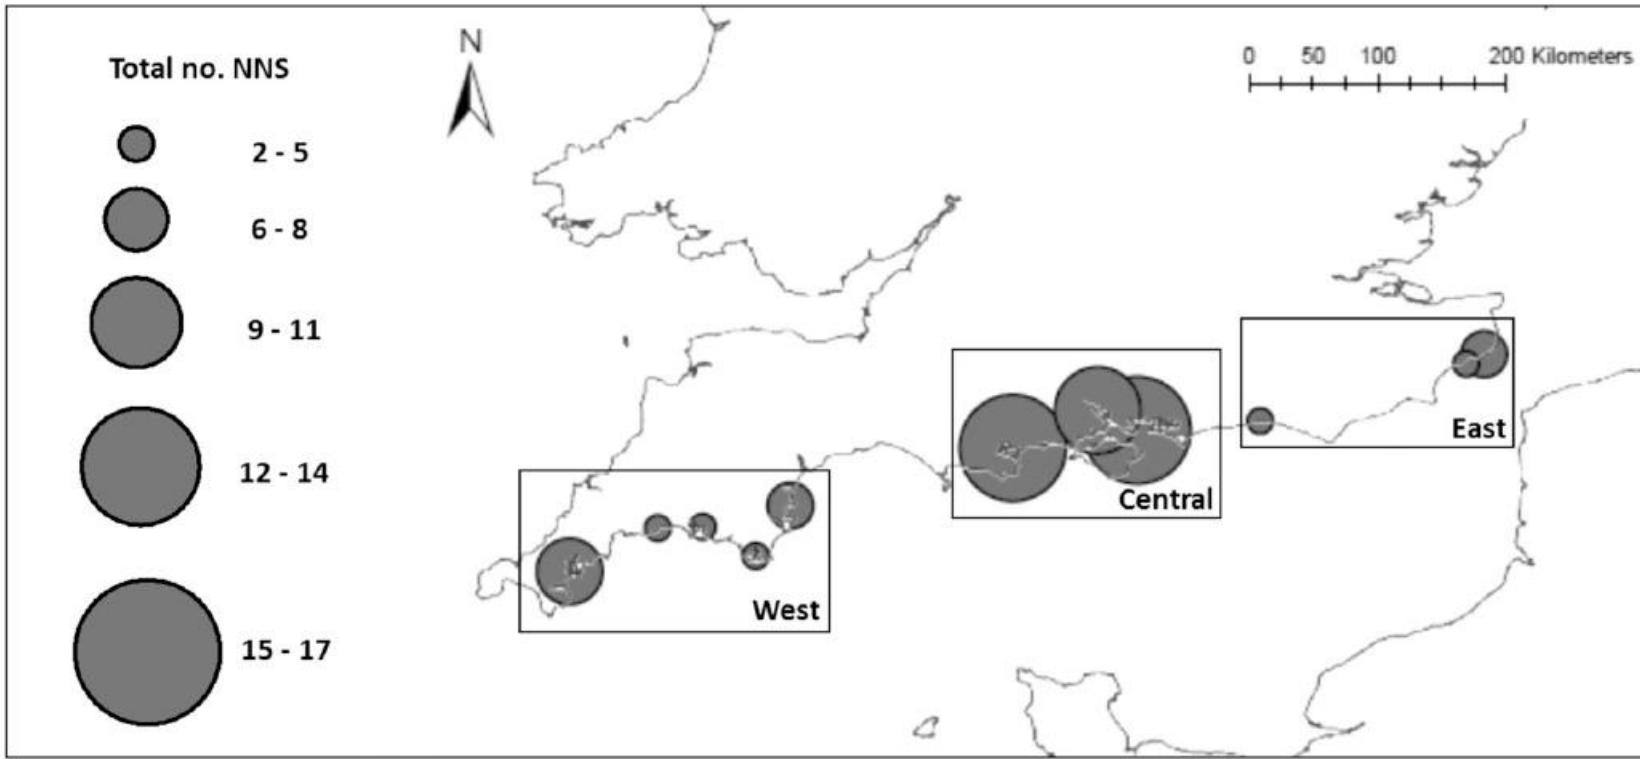 Total no. NNS
2 - 5
6 - 8
9 - 11
12 - 14
15 - 17
N
0 50 100 200 Kilometers
East
Central
West